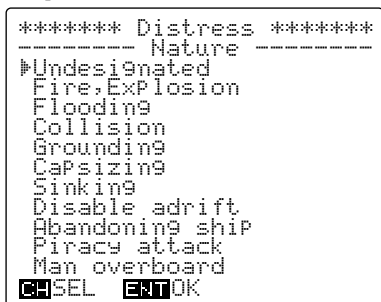 ******* Distress *******
-------- Nature --------
Undesignated
Fire,Explosion
Flooding
Collision
Grounding
Capsizing
Sinking
Disable adrift
Abandoning ship
Piracy attack
Man overboard
CH SEL ENT OK